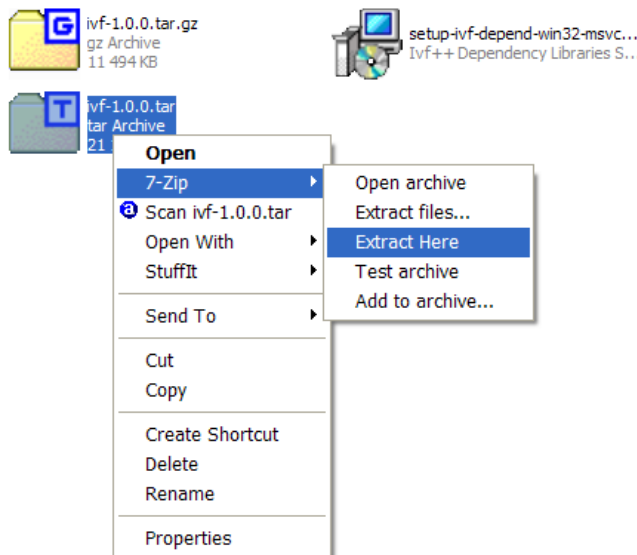 ivf-1.0.0.tar.gz
gz Archive
11 494 KB
setup-ivf-depend-win32-msvc...
Ivf++ Dependency Libraries S...
ivf-1.0.0.tar
tar Archive
21
Open
7-Zip
Scan ivf-1.0.0.tar
Open With
StuffIt
Send To
Cut
Copy
Create Shortcut
Delete
Rename
Properties
Open archive
Extract files...
Extract Here
Test archive
Add to archive...